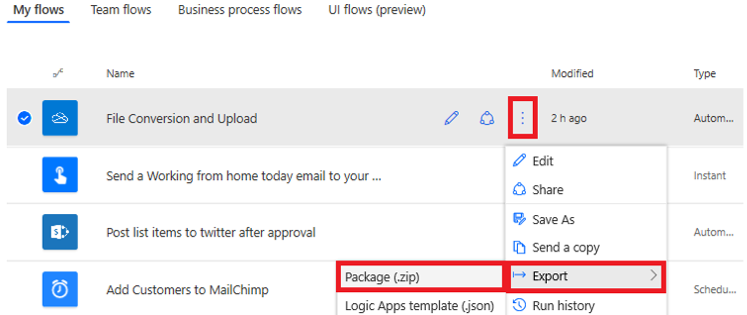 My flows Team flows Business process flows UI flows (preview)
Name Modified Type
File Conversion and Upload 2 h ago Autom...
Edit
Send a Working from home today email to your ... Instant
Share
Save As
Post list items to twitter after approval Autom...
Send a copy
Package (.zip) Export
Add Customers to MailChimp Schedu...
Logic Apps template (.json) Run history